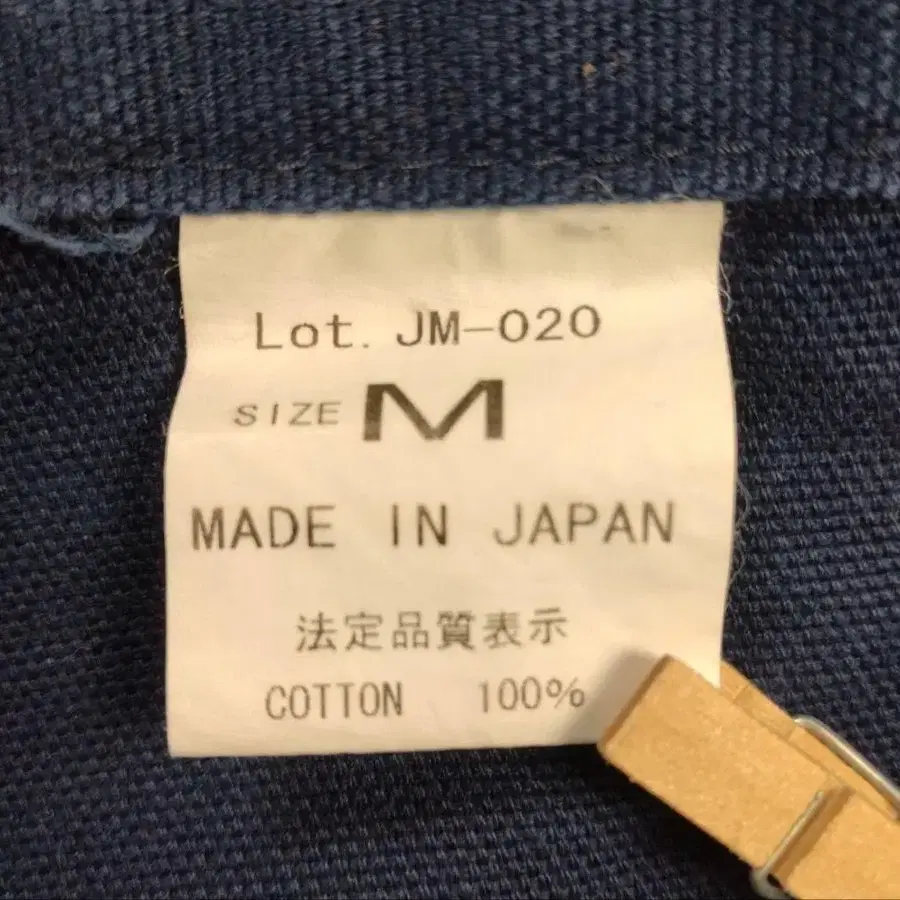 Lot. JM-020
SIZE M
MADE IN JAPAN
法定品質表示
COTTON 100%